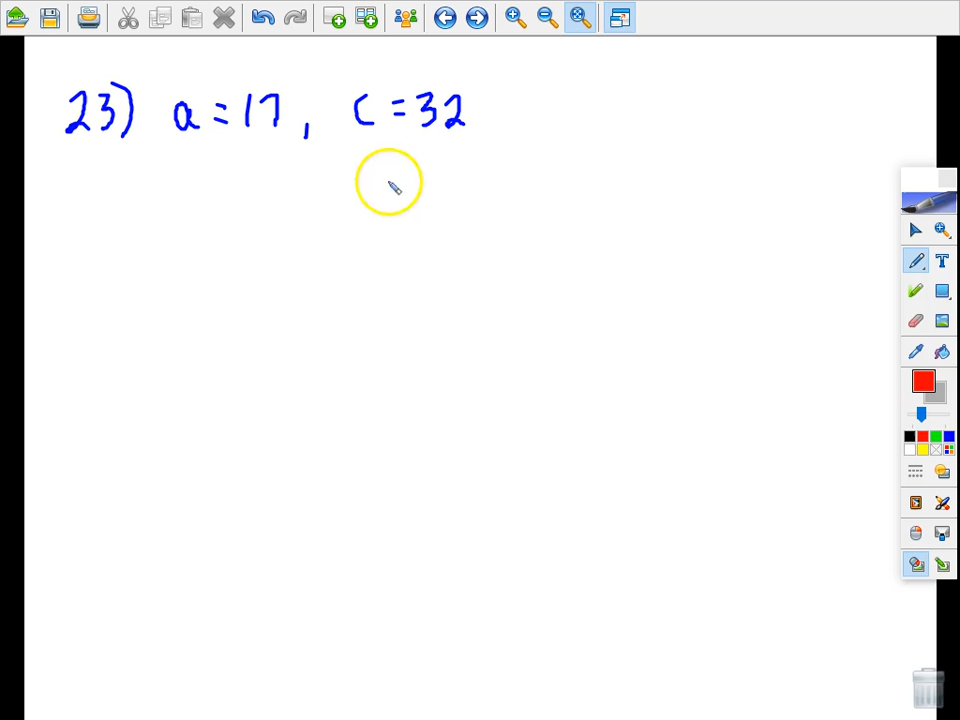 23) a = 17, c = 32